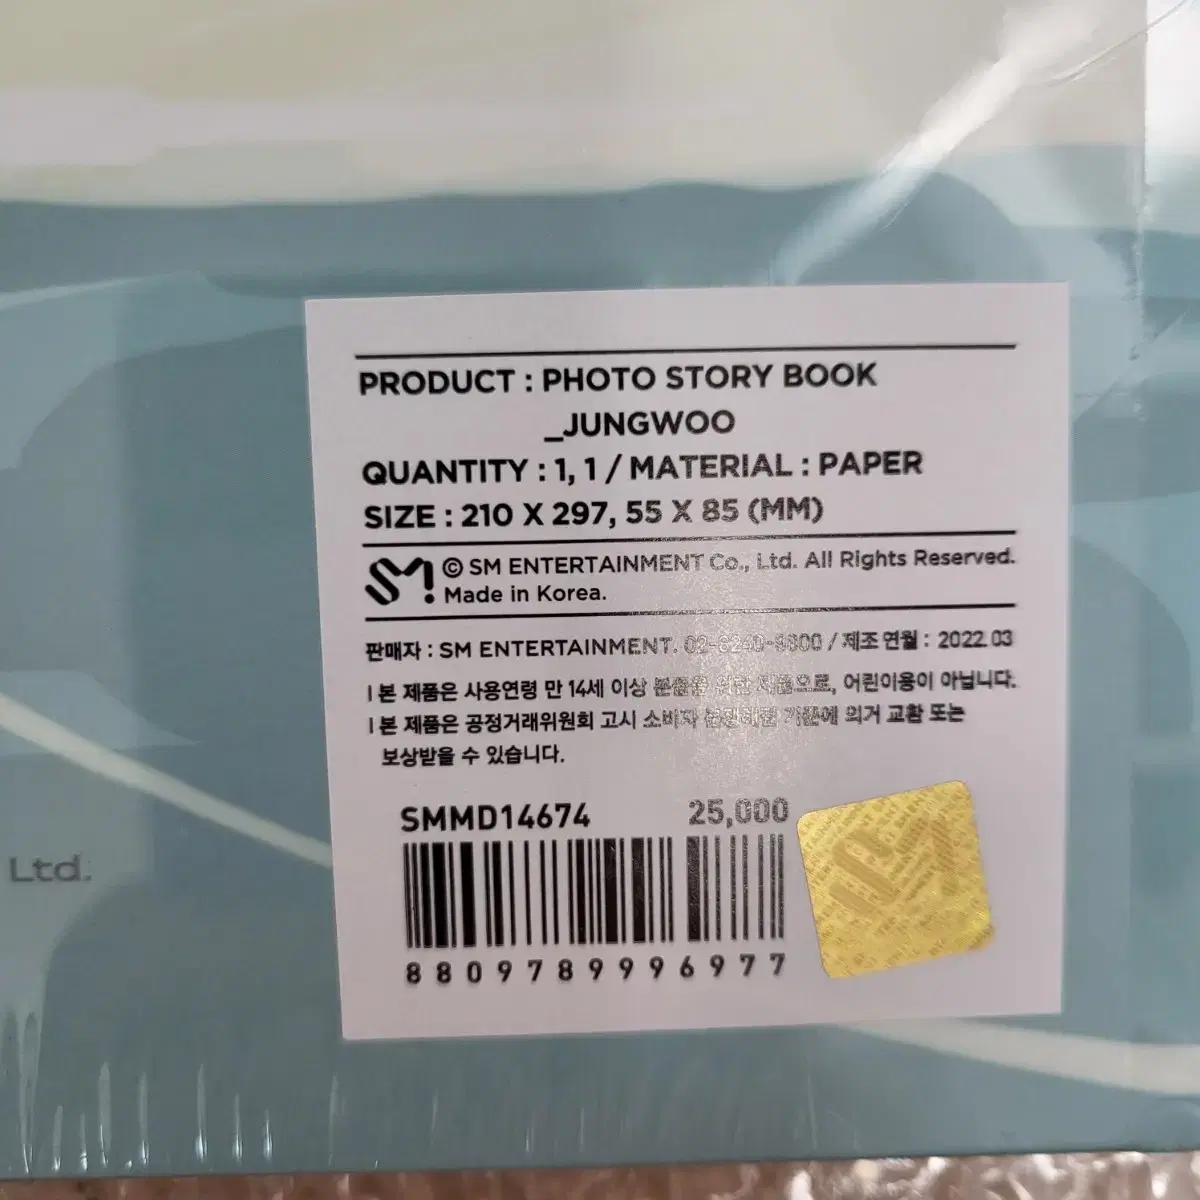 PRODUCT : PHOTO STORY BOOK
_JUNGWOO
QUANTITY : 1, 1 / MATERIAL : PAPER
SIZE : 210 X 297, 55 X 85 (MM)
SM! © SM ENTERTAINMENT Co., Ltd. All Rights Reserved.
Made in Korea.
판매자 : SM ENTERTAINMENT. 02-6240-9800 / 제조연월 : 2022.03
l 본 제품은 사용연령 만 14세 이상 분들을 위한 제품으로, 어린이용이 아닙니다.
l 본 제품은 공정거래위원회 고시 소비자 분쟁해결 기준에 의거 교환 또는
보상받을 수 있습니다.
SMMD14674 25,000
8809789996977
Ltd.